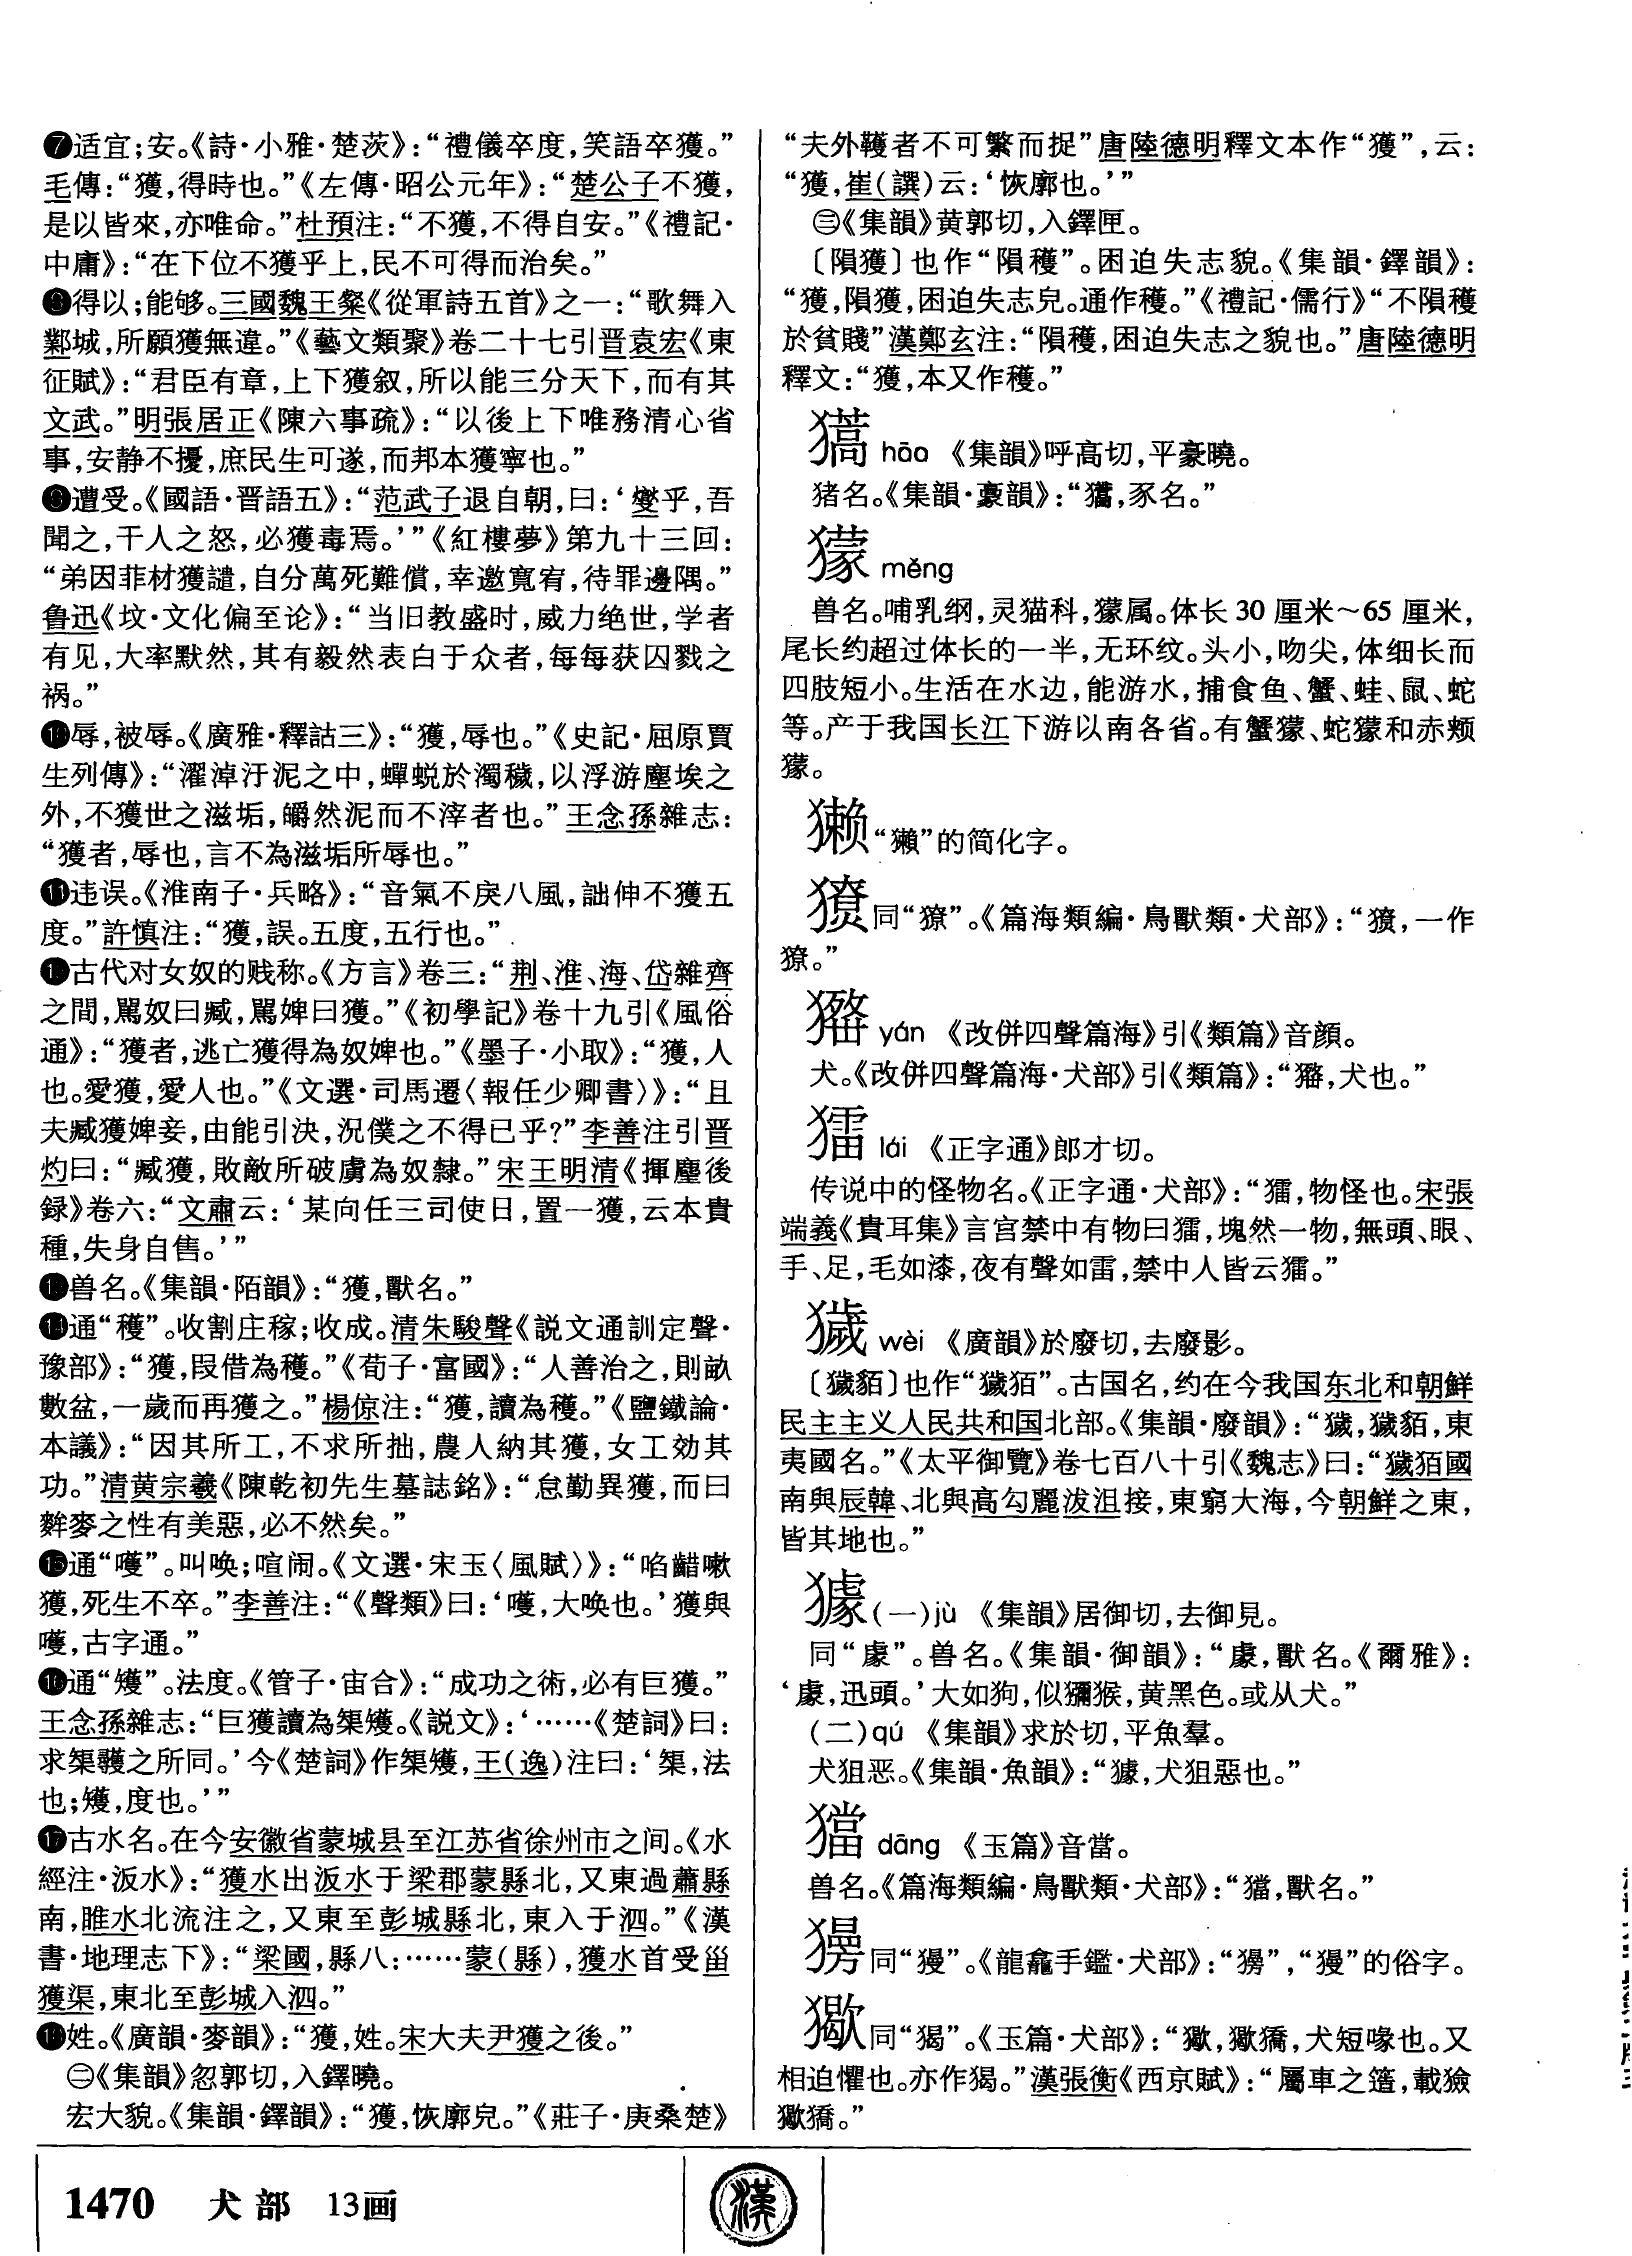 ❼适宜；安。《詩·小雅·楚茨》：“禮儀卒度，笑語卒獲。”
毛傳：“獲，得時也。”《左傳·昭公元年》：“楚公子不獲，
是以皆來，亦唯命。”杜預注：“不獲，不得自安。”《禮記·
中庸》：“在下位不獲乎上，民不可得而治矣。”
❽得以；能够。三國魏王粲《從軍詩五首》之一：“歌舞入
鄴城，所願獲無違。”《藝文類聚》卷二十七引晋袁宏《東
征賦》：“君臣有章，上下獲叙，所以能三分天下，而有其
文武。”明張居正《陳六事疏》：“以後上下唯務清心省
事，安静不擾，庶民生可遂，而邦本獲寧也。”
❾遭受。《國語·晋語五》：“范武子退自朝，曰：‘燮乎，吾
聞之，干人之怒，必獲毒焉。’”《紅樓夢》第九十三回：
“弟因菲材獲譴，自分萬死難償，幸邀寬宥，待罪邊隅。”
鲁迅《坟·文化偏至论》：“当旧教盛时，威力绝世，学者
有见，大率默然，其有毅然表白于众者，每每获囚戮之
祸。”
❿辱，被辱。《廣雅·釋詁三》：“獲，辱也。”《史記·屈原賈
生列傳》：“濯淖汙泥之中，蟬蜕於濁穢，以浮游塵埃之
外，不獲世之滋垢，皭然泥而不滓者也。”王念孫雜志：
“獲者，辱也，言不為滋垢所辱也。”
⓫违误。《淮南子·兵略》：“音氣不戾八風，詘伸不獲五
度。”許慎注：“獲，誤。五度，五行也。”
⓬古代对女奴的贱称。《方言》卷三：“荆、淮、海、岱雜齊
之間，駡奴曰臧，駡婢曰獲。”《初學記》卷十九引《風俗
通》：“獲者，逃亡獲得為奴婢也。”《墨子·小取》：“獲，人
也。愛獲，愛人也。”《文選·司馬遷〈報任少卿書〉》：“且
夫臧獲婢妾，由能引決，況僕之不得已乎？”李善注引晋
灼曰：“臧獲，敗敵所破虜為奴隸。”宋王明清《揮麈後
録》卷六：“文肅云：‘某向任三司使日，置一獲，云本貴
種，失身自售。’”
⓭兽名。《集韻·陌韻》：“獲，獸名。”
⓮通“穫”。收割庄稼；收成。清朱駿聲《説文通訓定聲·
豫部》：“獲，叚借為穫。”《荀子·富國》：“人善治之，則畝
數盆，一歲而再獲之。”楊倞注：“獲，讀為穫。”《鹽鐵論·
本議》：“因其所工，不求所拙，農人納其獲，女工効其
功。”清黄宗羲《陳乾初先生墓誌銘》：“怠勤異獲，而曰
麰麥之性有美惡，必不然矣。”
⓯通“嚄”。叫唤；喧闹。《文選·宋玉〈風賦〉》：“啗齰嗽
獲，死生不卒。”李善注：“《聲類》曰：‘嚄，大唤也。’獲與
嚄，古字通。”
⓰通“矱”。法度。《管子·宙合》：“成功之術，必有巨獲。”
王念孫雜志：“巨獲讀為榘矱。《説文》：‘……《楚詞》曰：
求榘彠之所同。’今《楚詞》作榘矱，王（逸）注曰：‘榘，法
也；矱，度也。’”
⓱古水名。在今安徽省蒙城县至江苏省徐州市之间。《水
經注·汳水》：“獲水出汳水于梁郡蒙縣北，又東過蕭縣
南，睢水北流注之，又東至彭城縣北，東入于泗。”《漢
書·地理志下》：“梁國，縣八：……蒙（縣），獲水首受甾
獲渠，東北至彭城入泗。”
⓲姓。《廣韻·麥韻》：“獲，姓。宋大夫尹獲之後。”
㊁《集韻》忽郭切，入鐸曉。
宏大貌。《集韻·鐸韻》：“獲，恢廓皃。”《莊子·庚桑楚》
“夫外韄者不可繁而捉”唐陸德明釋文本作“獲”，云：
“獲，崔（譔）云：‘恢廓也。’”
㊂《集韻》黄郭切，入鐸匣。
〔隕獲〕也作“隕穫”。困迫失志貌。《集韻·鐸韻》：
“獲，隕獲，困迫失志皃。通作穫。”《禮記·儒行》“不隕穫
於貧賤”漢鄭玄注：“隕穫，困迫失志之貌也。”唐陸德明
釋文：“獲，本又作穫。”
hāo 《集韻》呼高切，平豪曉。
猪名。《集韻·豪韻》：“，豕名。”
獴 měng
兽名。哺乳纲，灵猫科，獴属。体长 30 厘米～65 厘米，
尾长约超过体长的一半，无环纹。头小，吻尖，体细长而
四肢短小。生活在水边，能游水，捕食鱼、蟹、蛙、鼠、蛇
等。产于我国长江下游以南各省。有蟹獴、蛇獴和赤颊
獴。
獭“獺”的简化字。
同“獠”。《篇海類編·鳥獸類·犬部》：“，一作
獠。”
yán 《改併四聲篇海》引《類篇》音顔。
犬。《改併四聲篇海·犬部》引《類篇》：“，犬也。”
㹎 lái 《正字通》郎才切。
传说中的怪物名。《正字通·犬部》：“㹎，物怪也。宋張
端義《貴耳集》言宫禁中有物曰㹎，塊然一物，無頭、眼、
手、足，毛如漆，夜有聲如雷，禁中人皆云㹎。”
獩 wèi 《廣韻》於廢切，去廢影。
〔獩貊〕也作“獩狛”。古国名，约在今我国东北和朝鲜
民主主义人民共和国北部。《集韻·廢韻》：“獩，獩貊，東
夷國名。”《太平御覽》卷七百八十引《魏志》曰：“獩狛國
南與辰韓、北與高勾麗沷沮接，東窮大海，今朝鮮之東，
皆其地也。”
㺀(一)jù 《集韻》居御切，去御見。
同“豦”。兽名。《集韻·御韻》：“豦，獸名。《爾雅》：
‘豦，迅頭。’大如狗，似獼猴，黄黑色。或从犬。”
(二)qú 《集韻》求於切，平魚羣。
犬狙恶。《集韻·魚韻》：“㺀，犬狙惡也。”
dāng 《玉篇》音當。
兽名。《篇海類編·鳥獸類·犬部》：“，獸名。”
同“獌”。《龍龕手鑑·犬部》：“”，“獌”的俗字。
獥同“猲”。《玉篇·犬部》：“，獢，犬短喙也。又
相迫懼也。亦作猲。”漢張衡《西京賦》：“屬車之簉，載獫
獢。”
1470 犬部 13画
漢